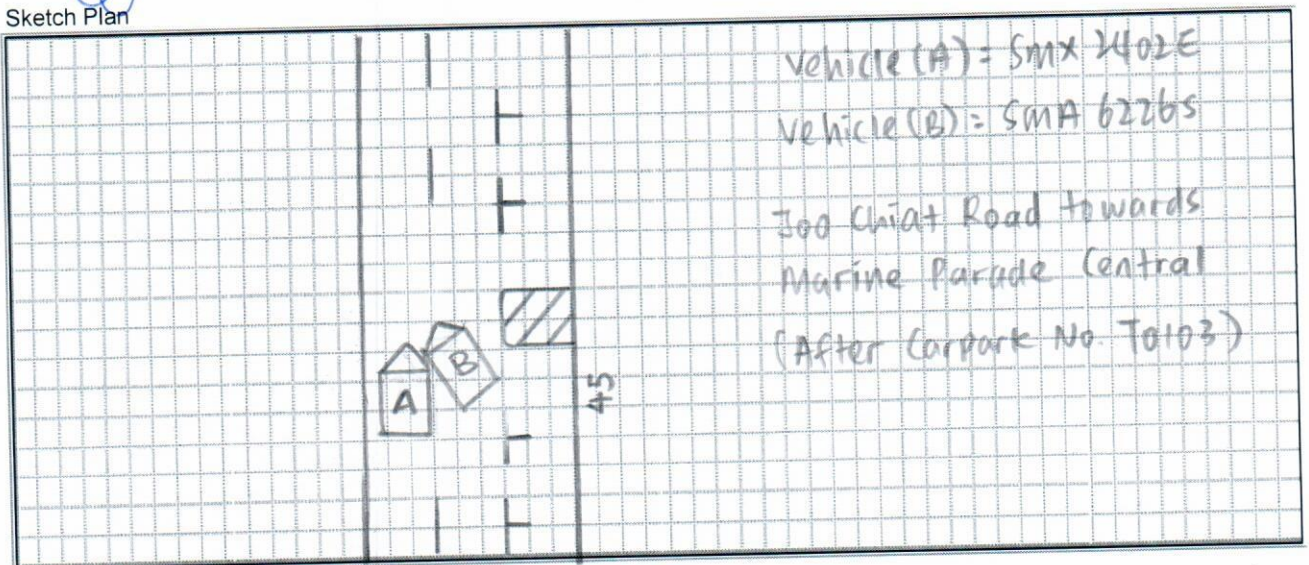 Sketch Plan
Vehicle (A) = SMX 2402E
Vehicle (B) = SMA 6226S
Joo Chiat Road towards
Marine Parade Central
(After Carpark No. T0103)
B
A
45